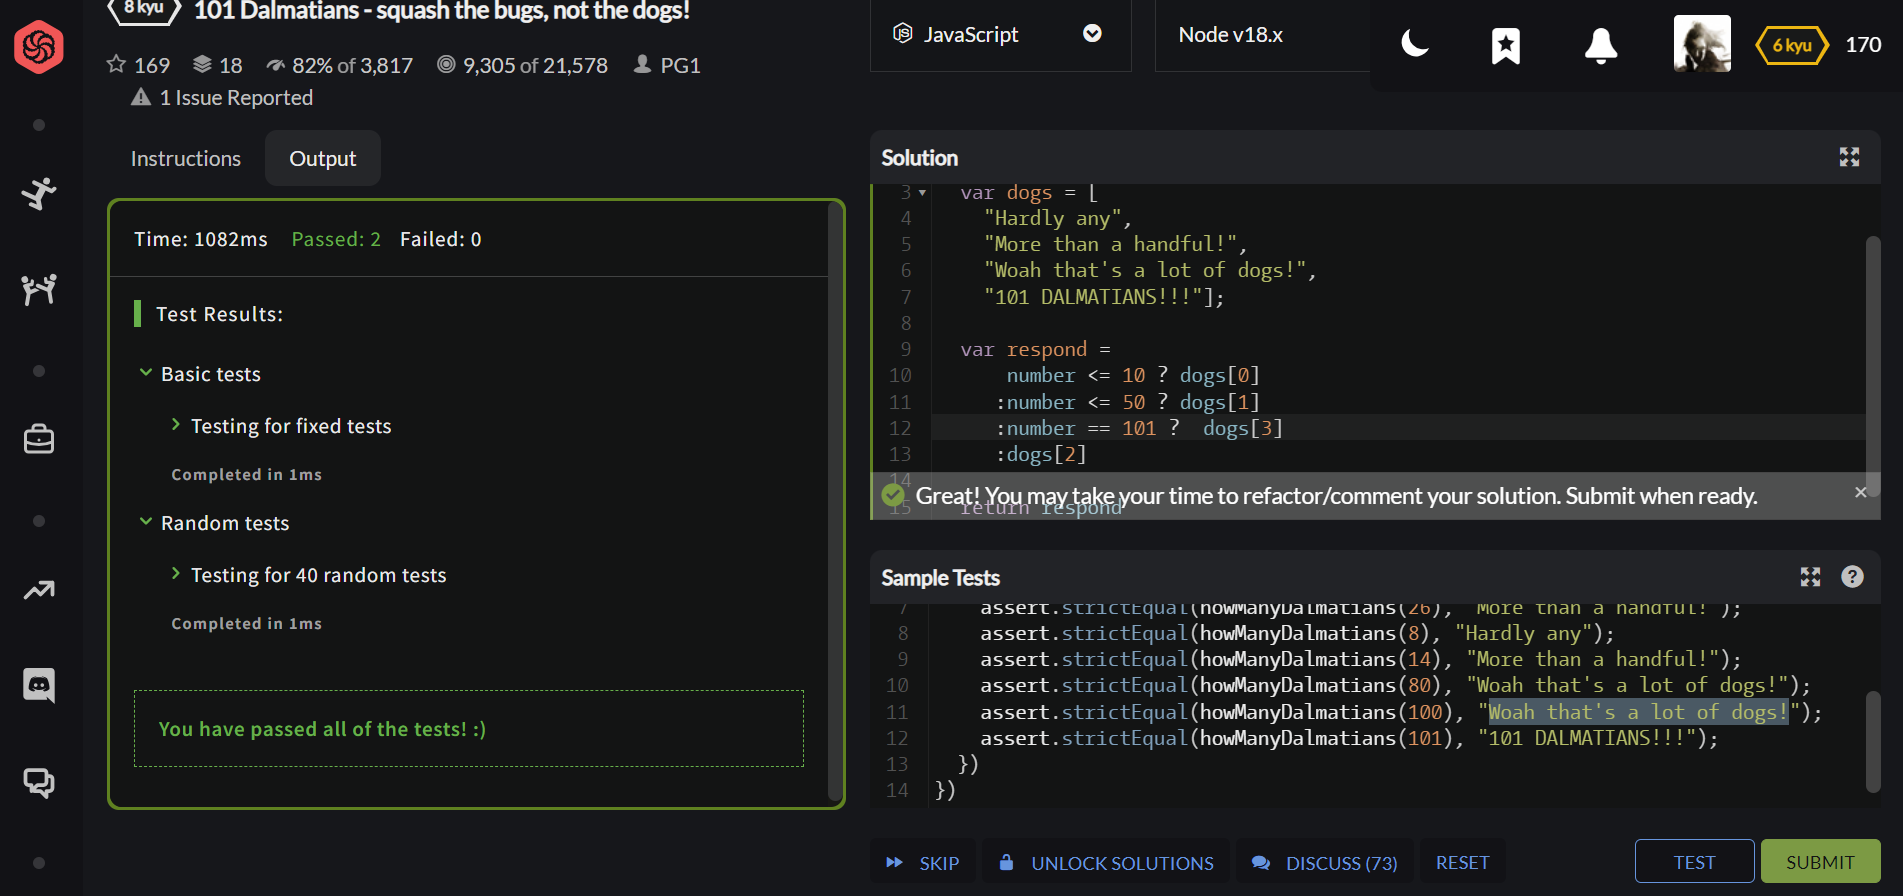 8 kyu 101 Dalmatians - squash the bugs, not the dogs!
169 18 82% of 3,817 9,305 of 21,578 PG1
1 Issue Reported
JavaScript
Node v18.x
6 kyu 170
Instructions Output
Time: 1082ms Passed: 2 Failed: 0
Test Results:
Basic tests
Testing for fixed tests
Completed in 1ms
Random tests
Testing for 40 random tests
Completed in 1ms
You have passed all of the tests! :)
Solution
3 var dogs = [
4 "Hardly any",
5 "More than a handful!",
6 "Woah that's a lot of dogs!",
7 "101 DALMATIANS!!!"];
8
9 var respond =
10 number <= 10 ? dogs[0]
11 :number <= 50 ? dogs[1]
12 :number == 101 ?  dogs[3]
13 :dogs[2]
14
Great! You may take your time to refactor/comment your solution. Submit when ready. ×
15 return respond
Sample Tests ?
7 assert.strictEqual(howManyDalmatians(26), "More than a handful!");
8 assert.strictEqual(howManyDalmatians(8), "Hardly any");
9 assert.strictEqual(howManyDalmatians(14), "More than a handful!");
10 assert.strictEqual(howManyDalmatians(80), "Woah that's a lot of dogs!");
11 assert.strictEqual(howManyDalmatians(100), "Woah that's a lot of dogs!");
12 assert.strictEqual(howManyDalmatians(101), "101 DALMATIANS!!!");
13 })
14 })
SKIP UNLOCK SOLUTIONS DISCUSS (73) RESET TEST SUBMIT